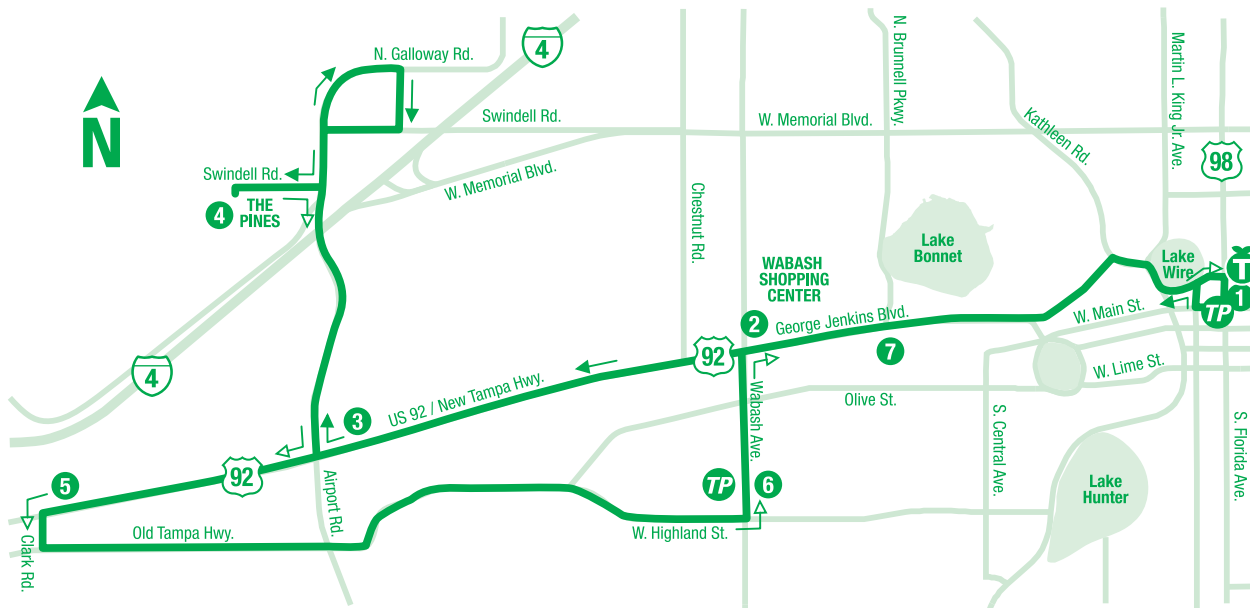 N
4
N. Galloway Rd.
N. Brunnell Pkwy.
Kathleen Rd.
Martin L. King Jr. Ave.
98
Swindell Rd.
W. Memorial Blvd.
Swindell Rd.
W. Memorial Blvd.
4
THE
PINES
Chestnut Rd.
Lake
Bonnet
Lake
Wire
T
1
TP
WABASH
SHOPPING
CENTER
2
George Jenkins Blvd.
7
W. Main St.
92
W. Lime St.
4
US 92 / New Tampa Hwy.
Wabash Ave.
Olive St.
S. Central Ave.
S. Florida Ave.
3
92
Airport Rd.
5
TP
6
Lake
Hunter
Old Tampa Hwy.
W. Highland St.
Clark Rd.